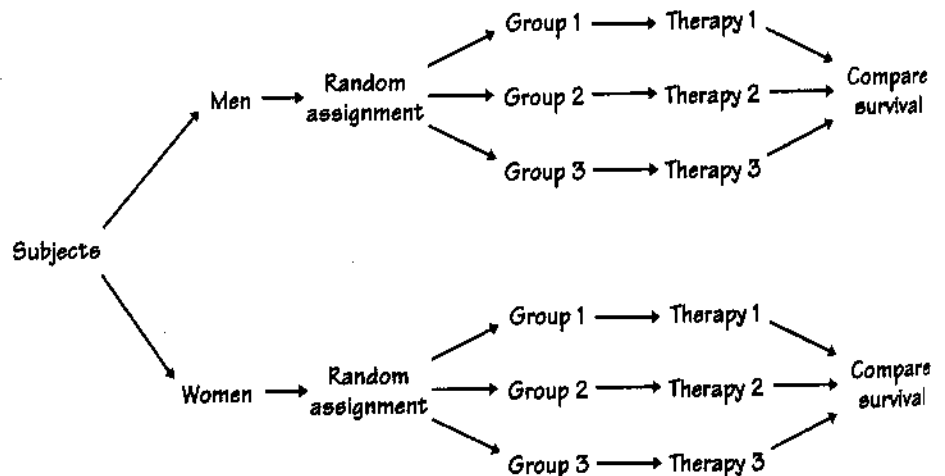 Group 1
Therapy 1
Men
Random
assignment
Group 2
Therapy 2
Compare
survival
Group 3
Therapy 3
Subjects
Group 1
Therapy 1
Women
Random
assignment
Group 2
Therapy 2
Compare
survival
Group 3
Therapy 3